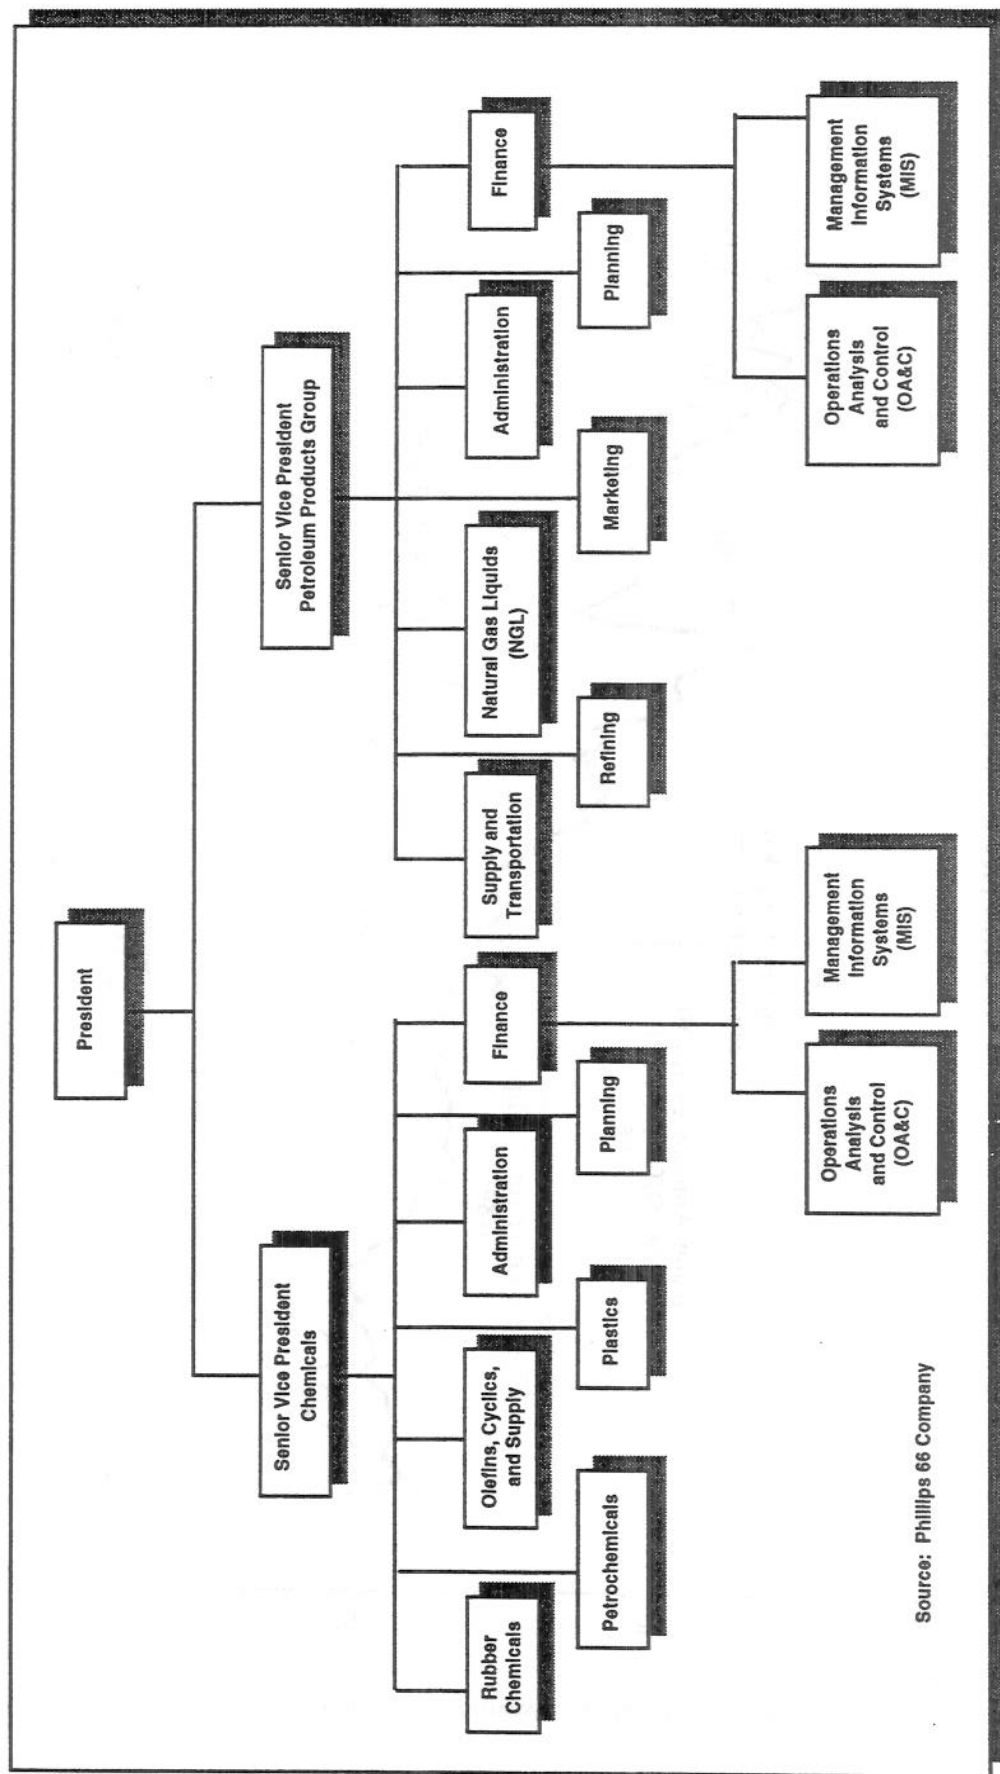 President
Senior Vice President
Chemicals
Senior Vice President
Petroleum Products Group
Rubber
Chemicals
Olefins, Cyclics,
and Supply
Administration
Finance
Supply and
Transportation
Natural Gas Liquids
(NGL)
Administration
Finance
Petrochemicals
Plastics
Planning
Refining
Marketing
Planning
Operations
Analysis
and Control
(OA&C)
Management
Information
Systems
(MIS)
Operations
Analysis
and Control
(OA&C)
Management
Information
Systems
(MIS)
Source: Phillips 66 Company